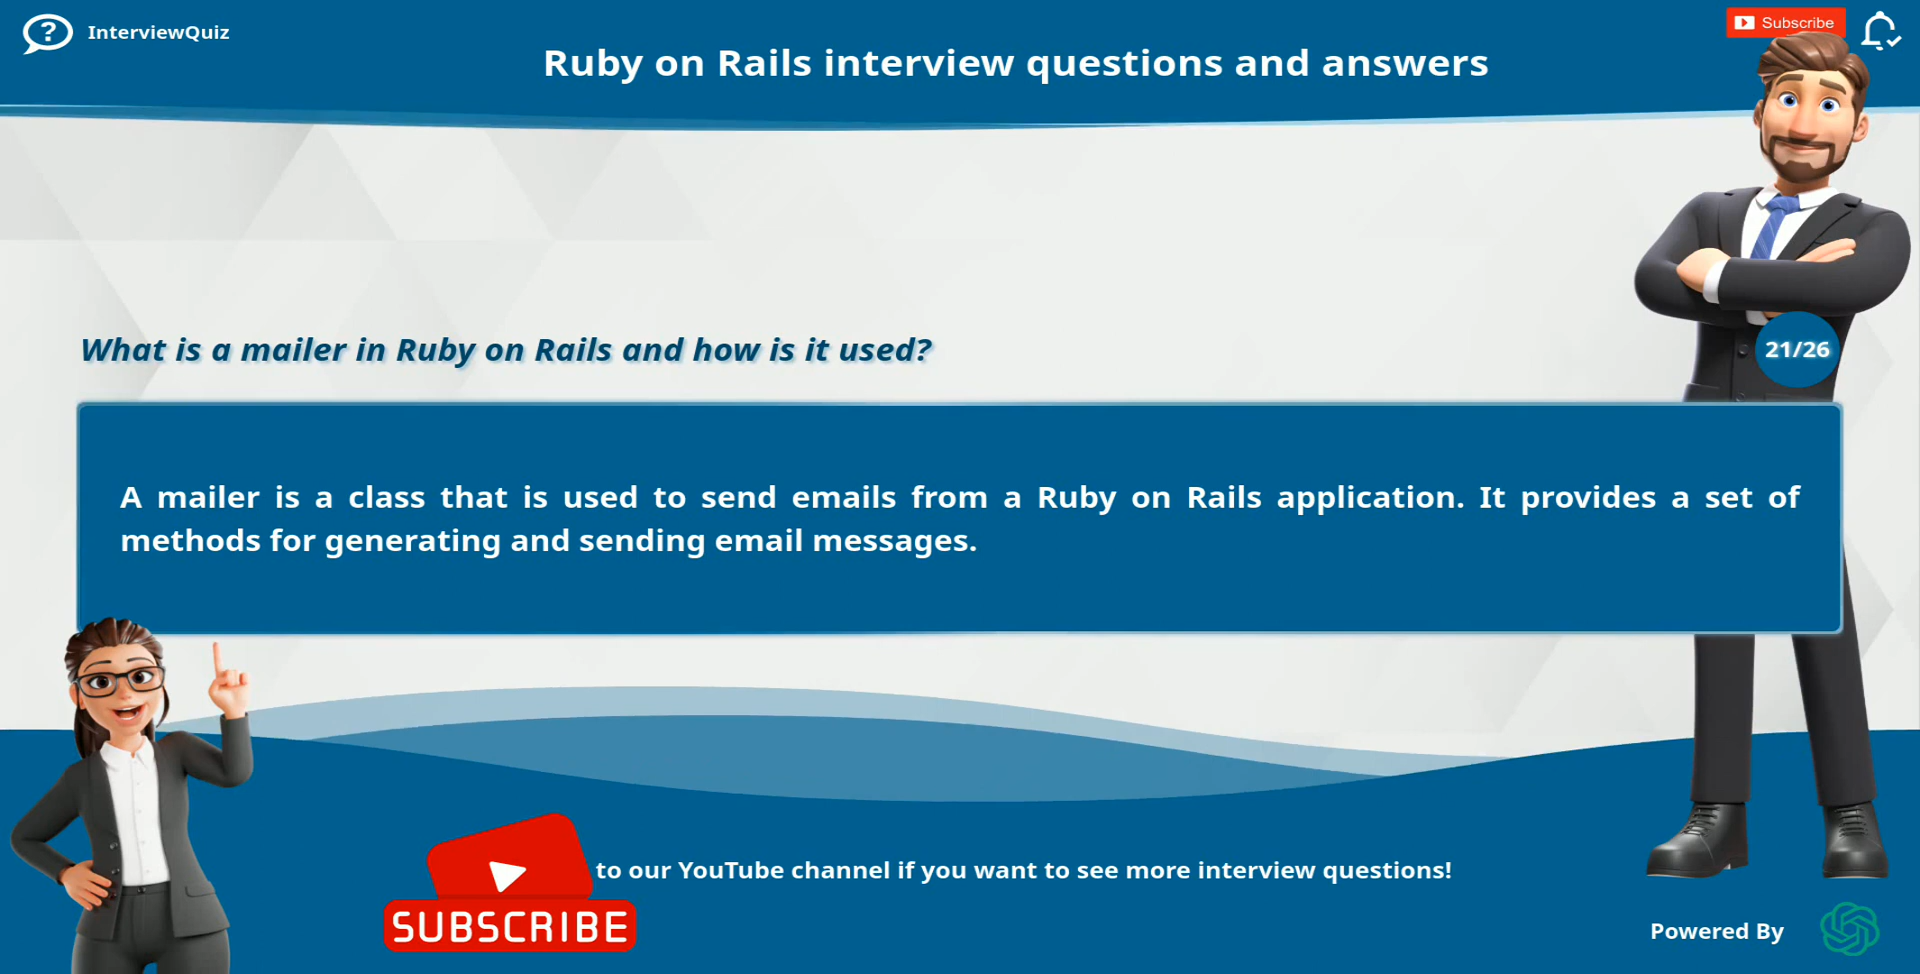 InterviewQuiz
Subscribe
Ruby on Rails interview questions and answers
What is a mailer in Ruby on Rails and how is it used?
21/26
A mailer is a class that is used to send emails from a Ruby on Rails application. It provides a set of
methods for generating and sending email messages.
to our YouTube channel if you want to see more interview questions!
SUBSCRIBE
Powered By